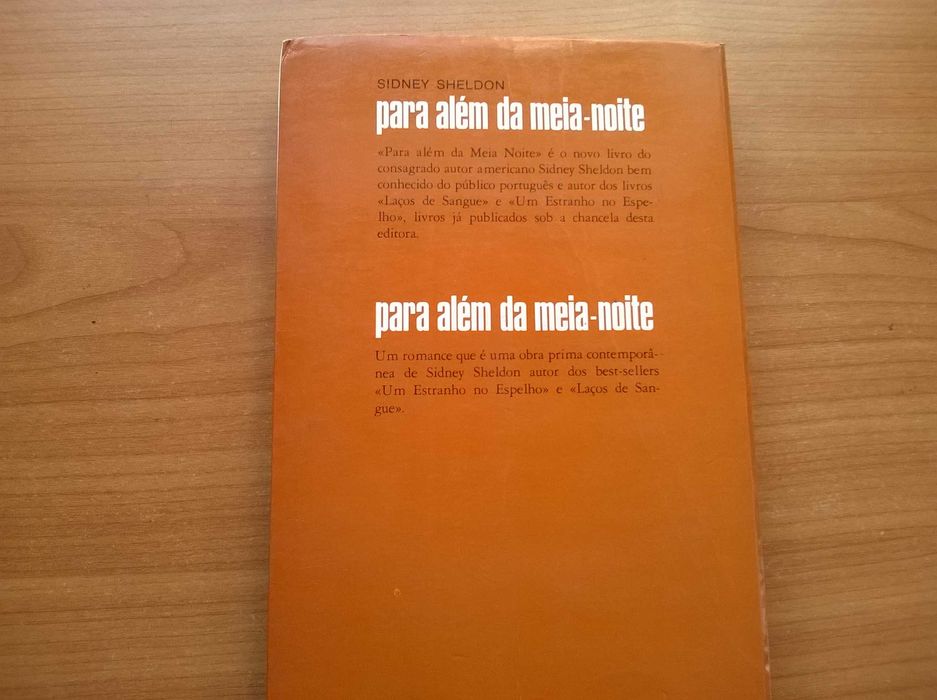 SIDNEY SHELDON
para além da meia-noite
«Para além da Meia Noite» é o novo livro do
consagrado autor americano Sidney Sheldon bem
conhecido do público português e autor dos livros
«Laços de Sangue» e «Um Estranho no Espe-
lho», livros já publicados sob a chancela desta
editora.
para além da meia-noite
Um romance que é uma obra prima contemporâ-
nea de Sidney Sheldon autor dos best-sellers
«Um Estranho no Espelho» e «Laços de San-
gue».